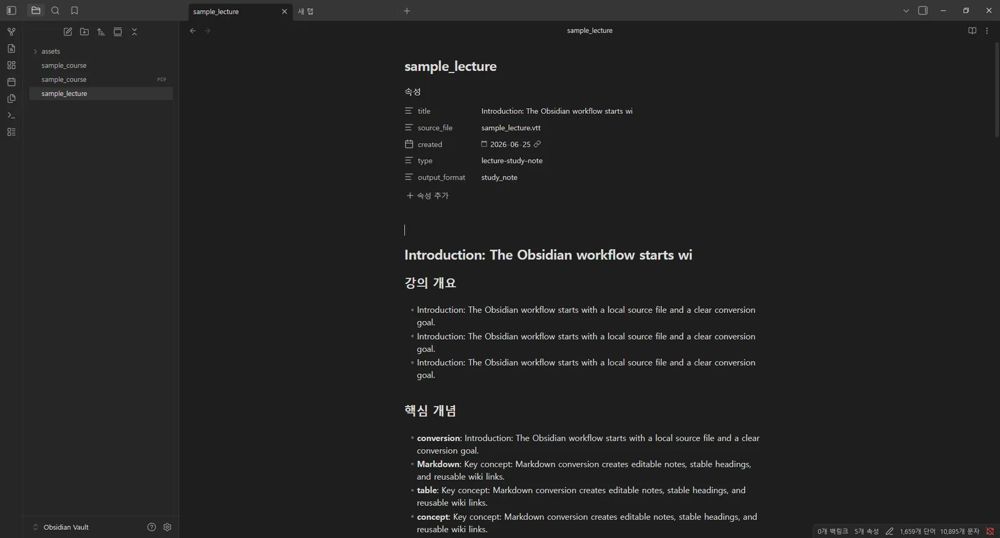 sample_lecture
새 탭
sample_lecture
assets
sample_course
sample_course PDF
sample_lecture
sample_lecture
속성
title Introduction: The Obsidian workflow starts wi
source_file sample_lecture.vtt
created 2026-06-25
type lecture-study-note
output_format study_note
속성 추가
Introduction: The Obsidian workflow starts wi
강의 개요
Introduction: The Obsidian workflow starts with a local source file and a clear conversion
goal.
Introduction: The Obsidian workflow starts with a local source file and a clear conversion
goal.
Introduction: The Obsidian workflow starts with a local source file and a clear conversion
goal.
핵심 개념
conversion: Introduction: The Obsidian workflow starts with a local source file and a clear
conversion goal.
Markdown: Key concept: Markdown conversion creates editable notes, stable headings,
and reusable wiki links.
table: Key concept: Markdown conversion creates editable notes, stable headings, and
reusable wiki links.
concept: Key concept: Markdown conversion creates editable notes, stable headings, and
reusable wiki links.
Obsidian Vault
0개 백링크 5개 속성 1,659개 단어 10,895개 문자